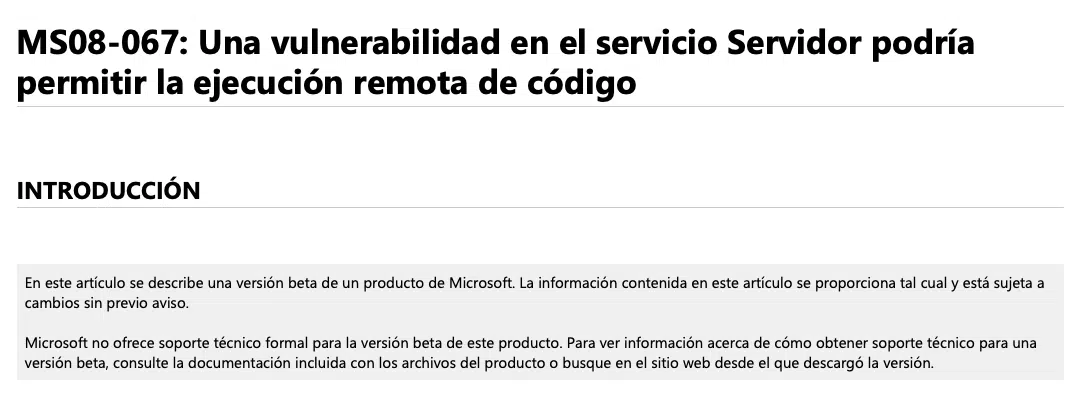 MS08-067: Una vulnerabilidad en el servicio Servidor podría
permitir la ejecución remota de código
INTRODUCCIÓN
En este artículo se describe una versión beta de un producto de Microsoft. La información contenida en este artículo se proporciona tal cual y está sujeta a
cambios sin previo aviso.
Microsoft no ofrece soporte técnico formal para la versión beta de este producto. Para ver información acerca de cómo obtener soporte técnico para una
versión beta, consulte la documentación incluida con los archivos del producto o busque en el sitio web desde el que descargó la versión.